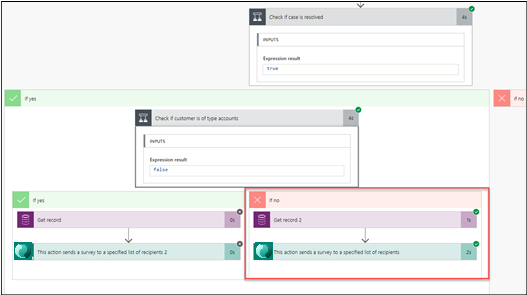 Check if case is resolved 4s
INPUTS
Expression result
true
If yes
If no
Check if customer is of type accounts 4s
INPUTS
Expression result
false
If yes
If no
Get record 0s
Get record 2 1s
This action sends a survey to a specified list of recipients 2 0s
This action sends a survey to a specified list of recipients 2s